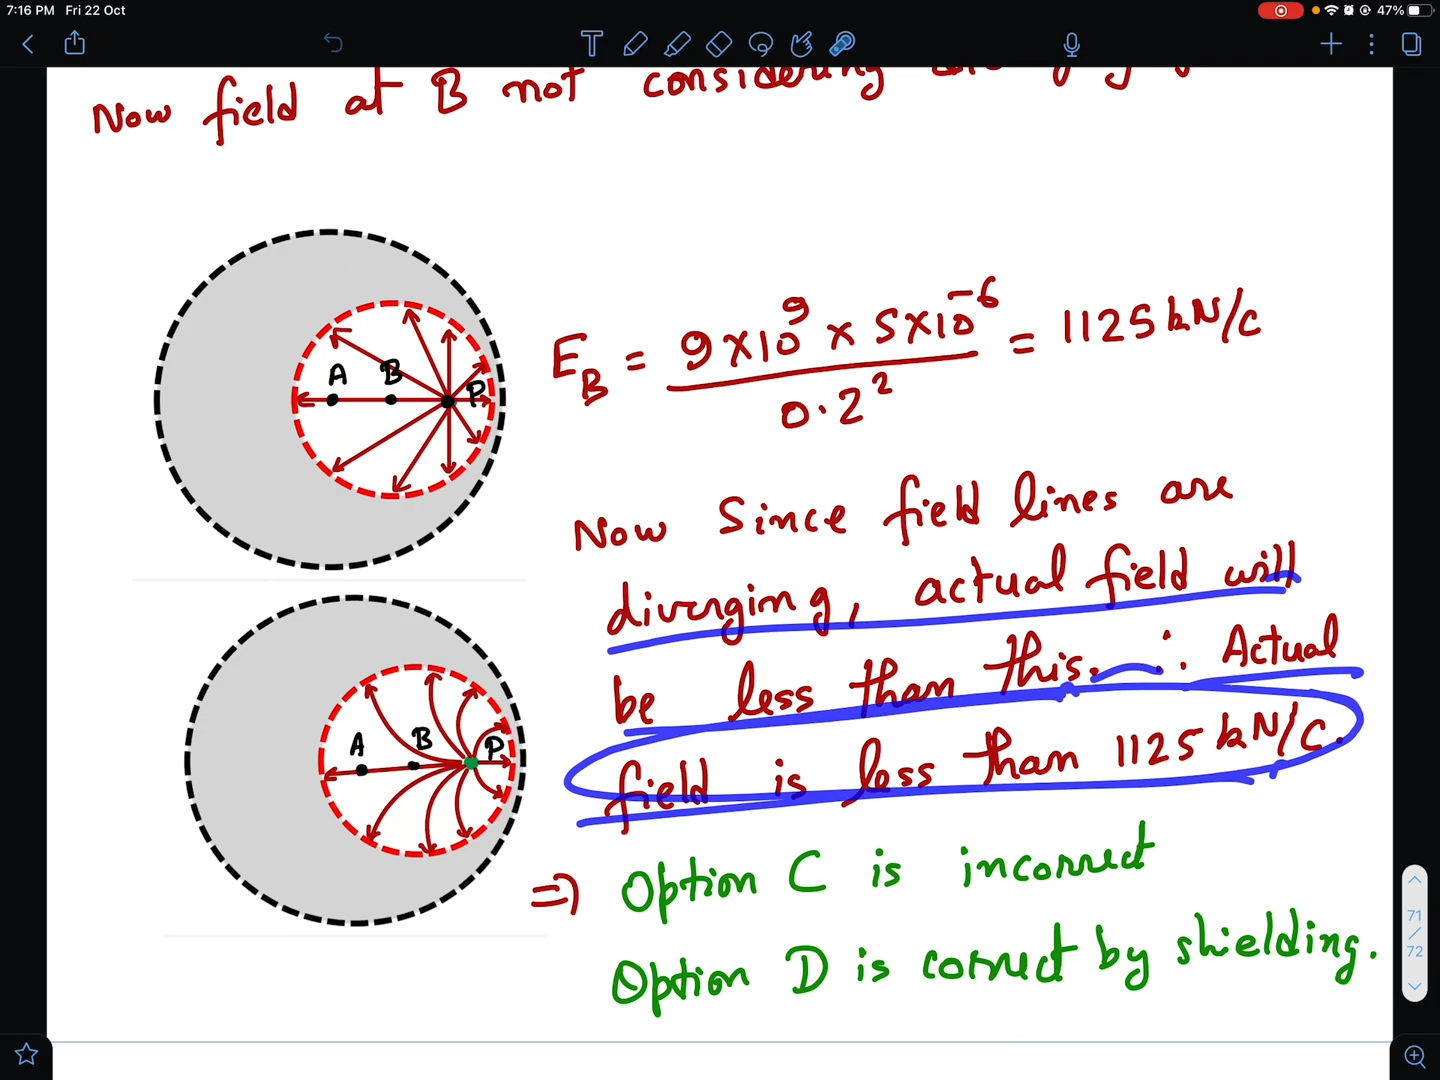 7:16 PM Fri 22 Oct
47%
Now field at B not considering
A B P
E_B = 9×10^9 × 5×10^-6 / 0.2^2 = 1125 kN/C
Now Since field lines are
diverging, actual field will
be less than this. ∴ Actual
field is less than 1125 kN/C.
A B P
⇒ Option C is incorrect
Option D is correct by shielding.
71
/
72